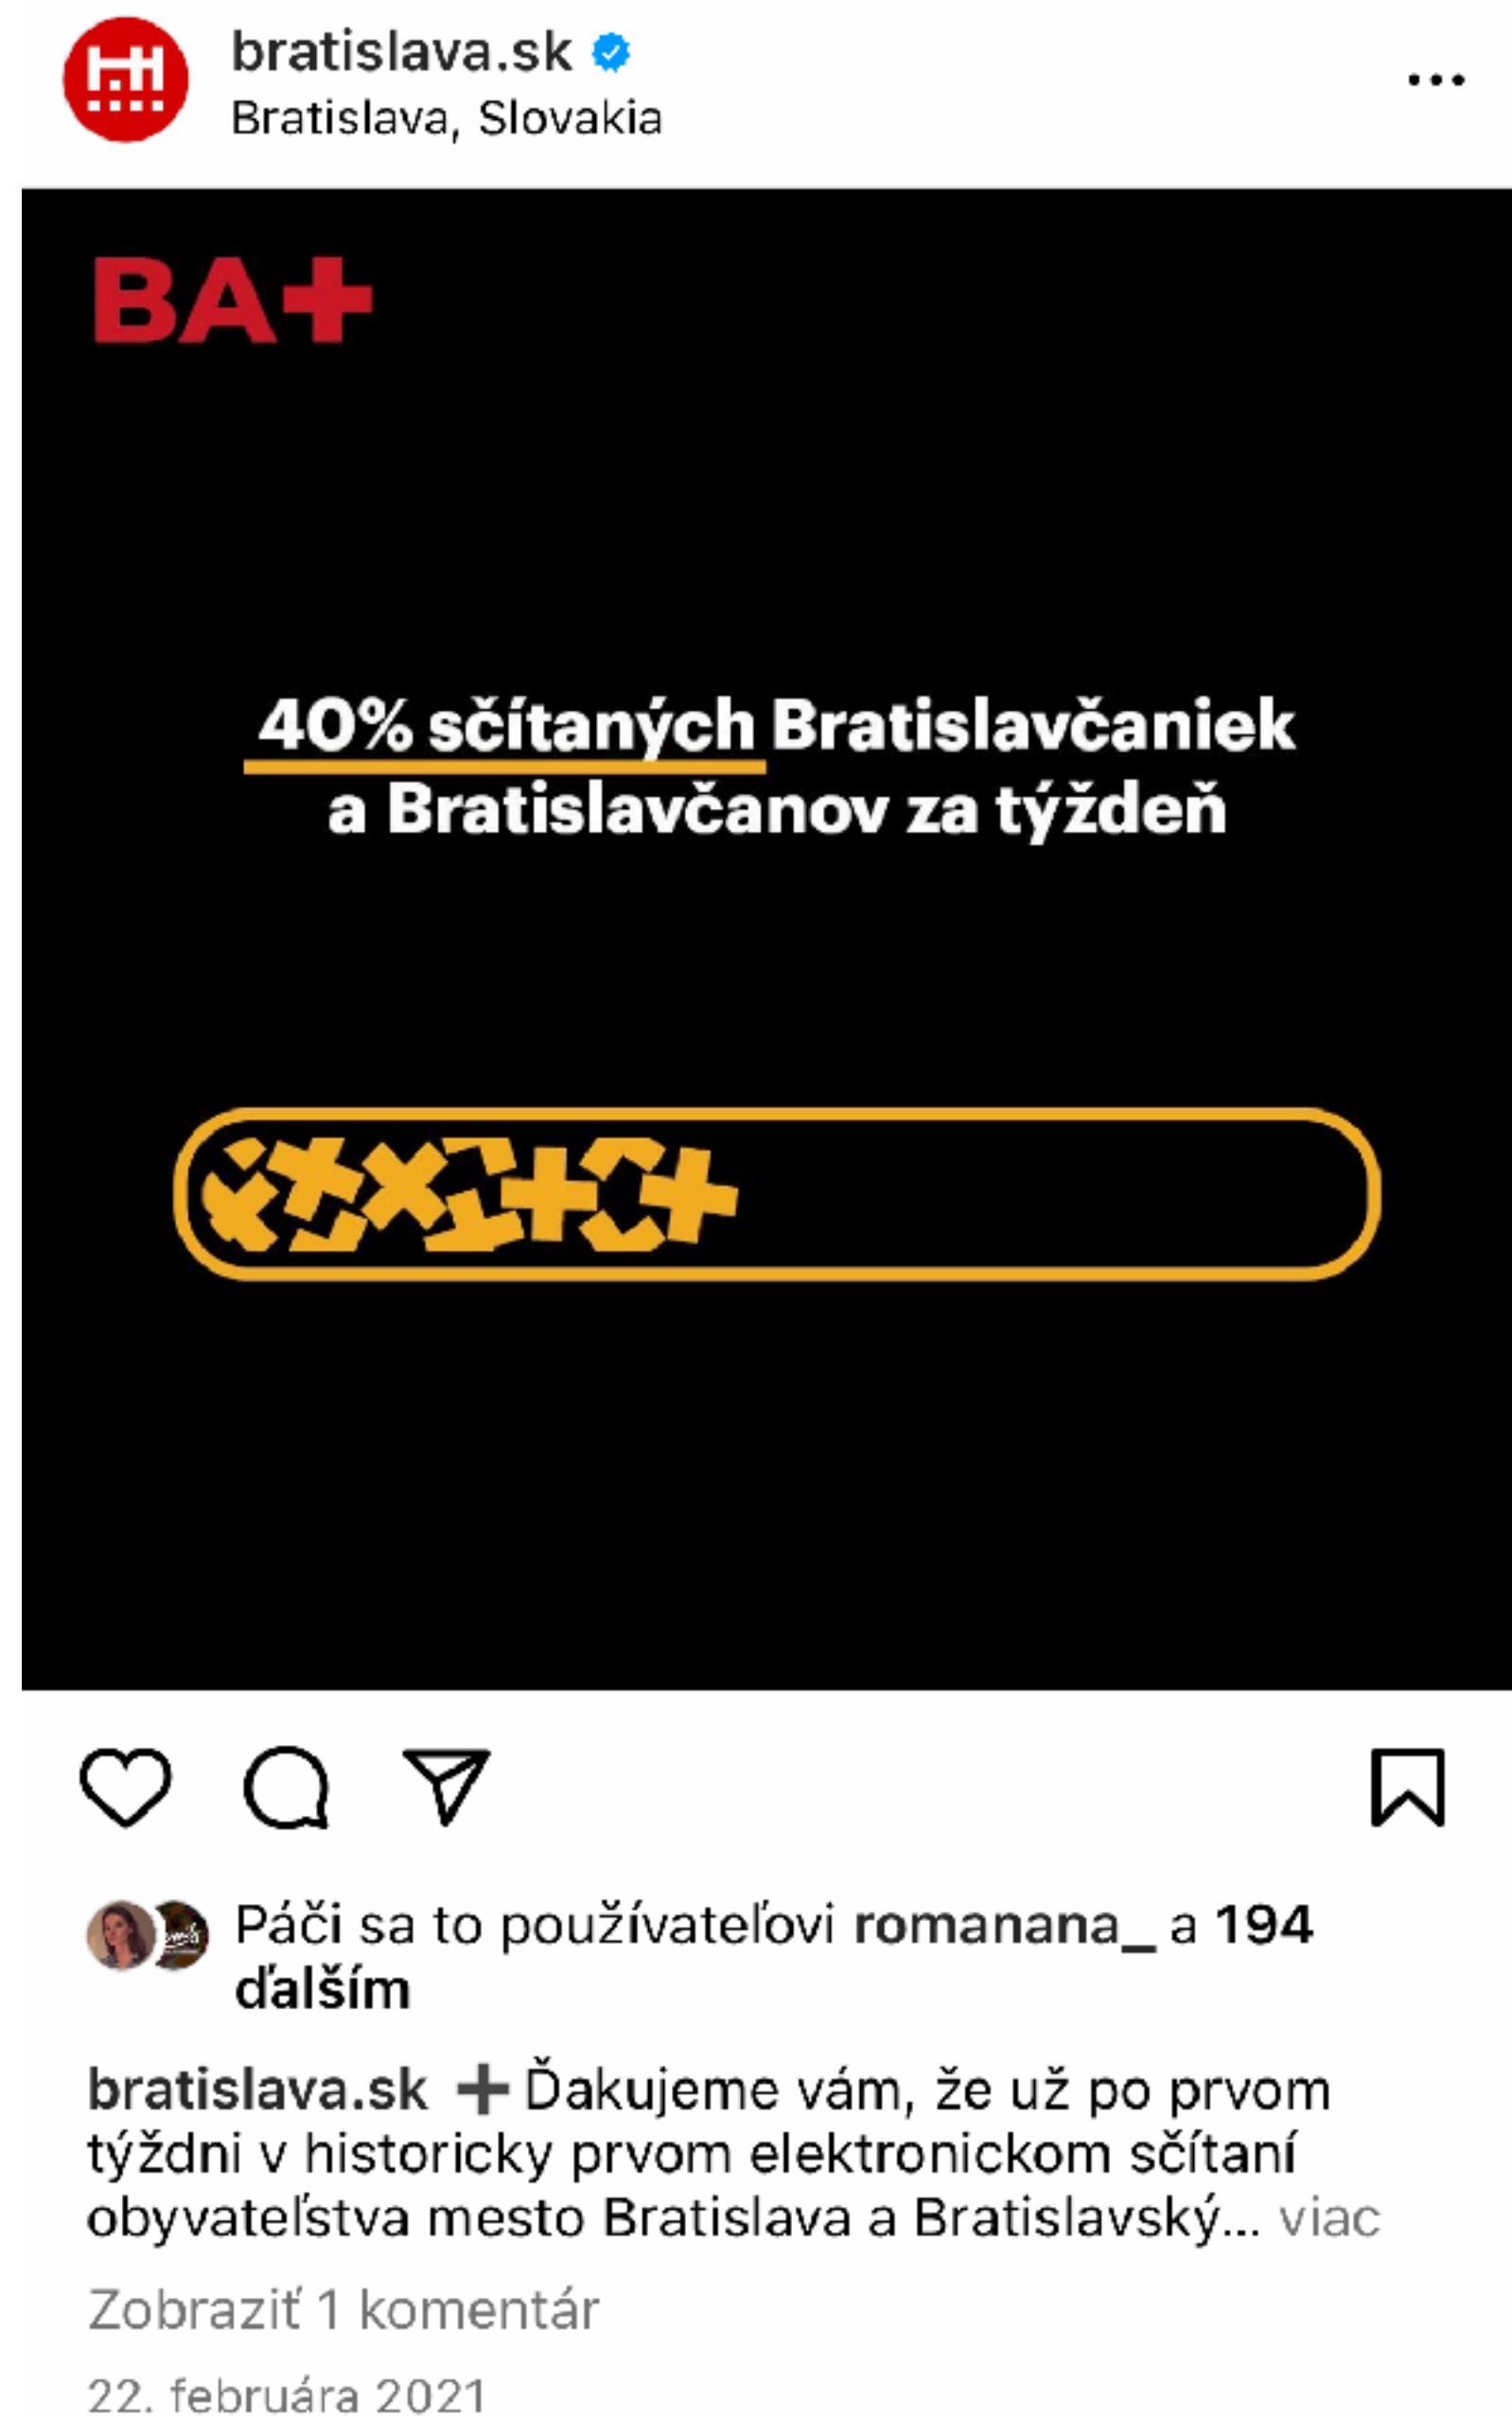 bratislava.sk
Bratislava, Slovakia
BA+
40% sčítaných Bratislavčaniek
a Bratislavčanov za týždeň
Páči sa to používateľovi romanana_ a 194
ďalším
bratislava.sk ➕Ďakujeme vám, že už po prvom
týždni v historicky prvom elektronickom sčítaní
obyvateľstva mesto Bratislava a Bratislavský... viac
Zobraziť 1 komentár
22. februára 2021